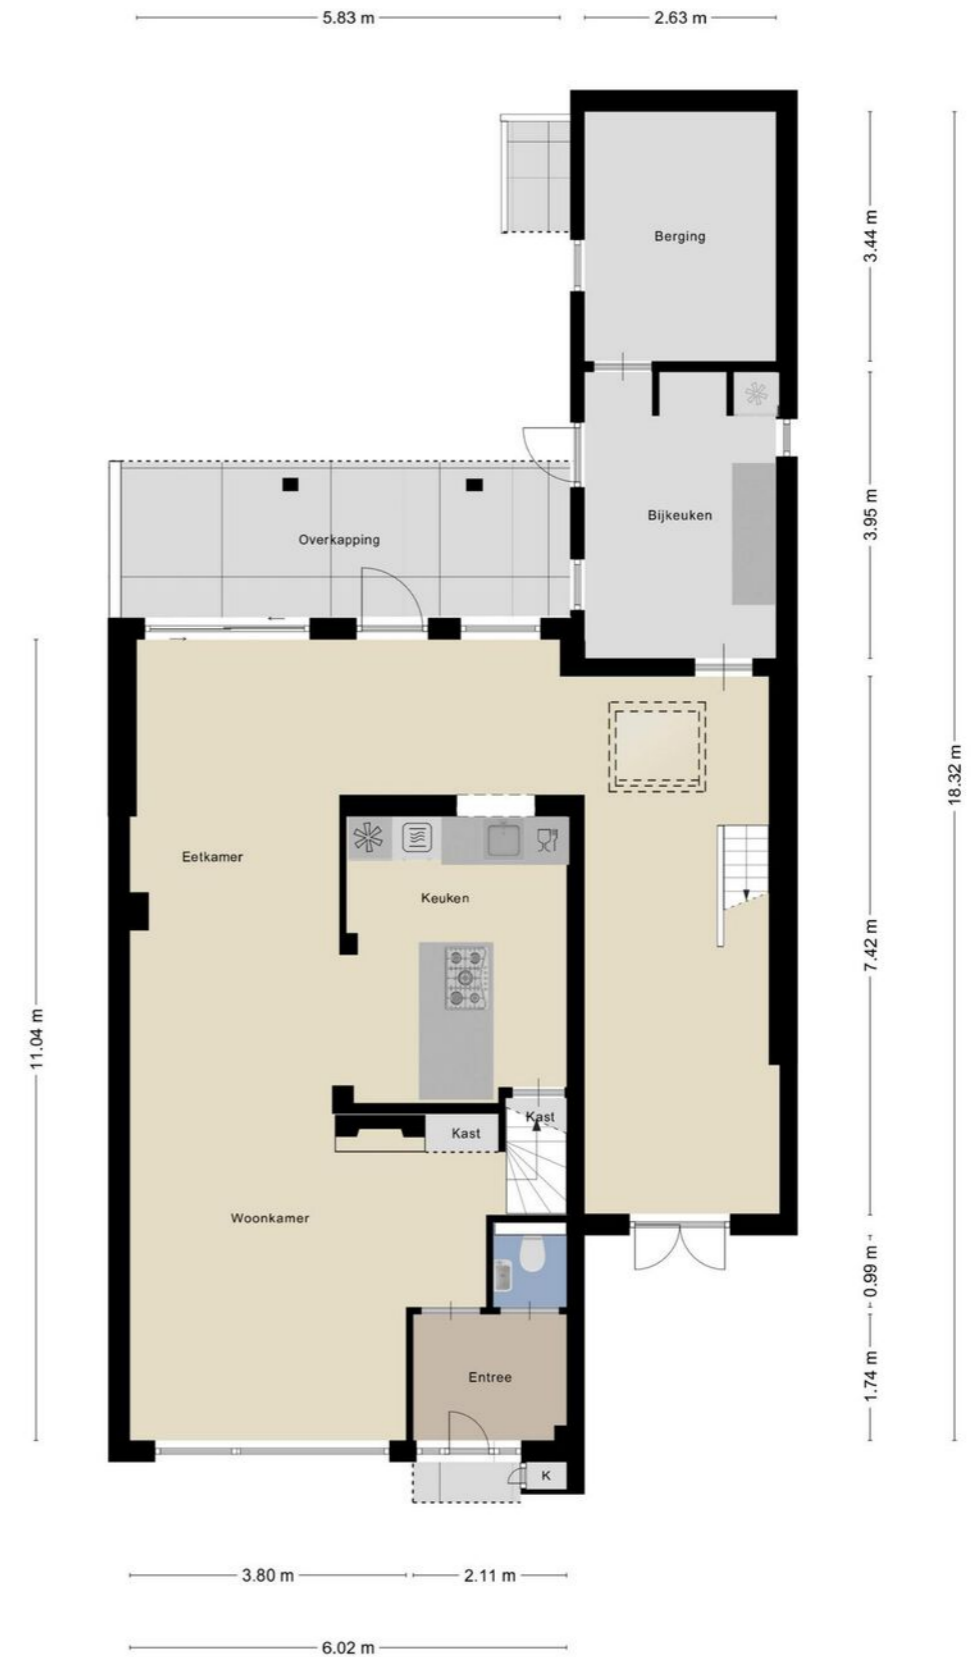 5.83 m
2.63 m
Berging
3.44 m
Bijkeuken
3.95 m
Overkapping
18.32 m
Eetkamer
Keuken
7.42 m
11.04 m
Kast
Kast
Woonkamer
0.99 m
Entree
1.74 m
K
3.80 m
2.11 m
6.02 m